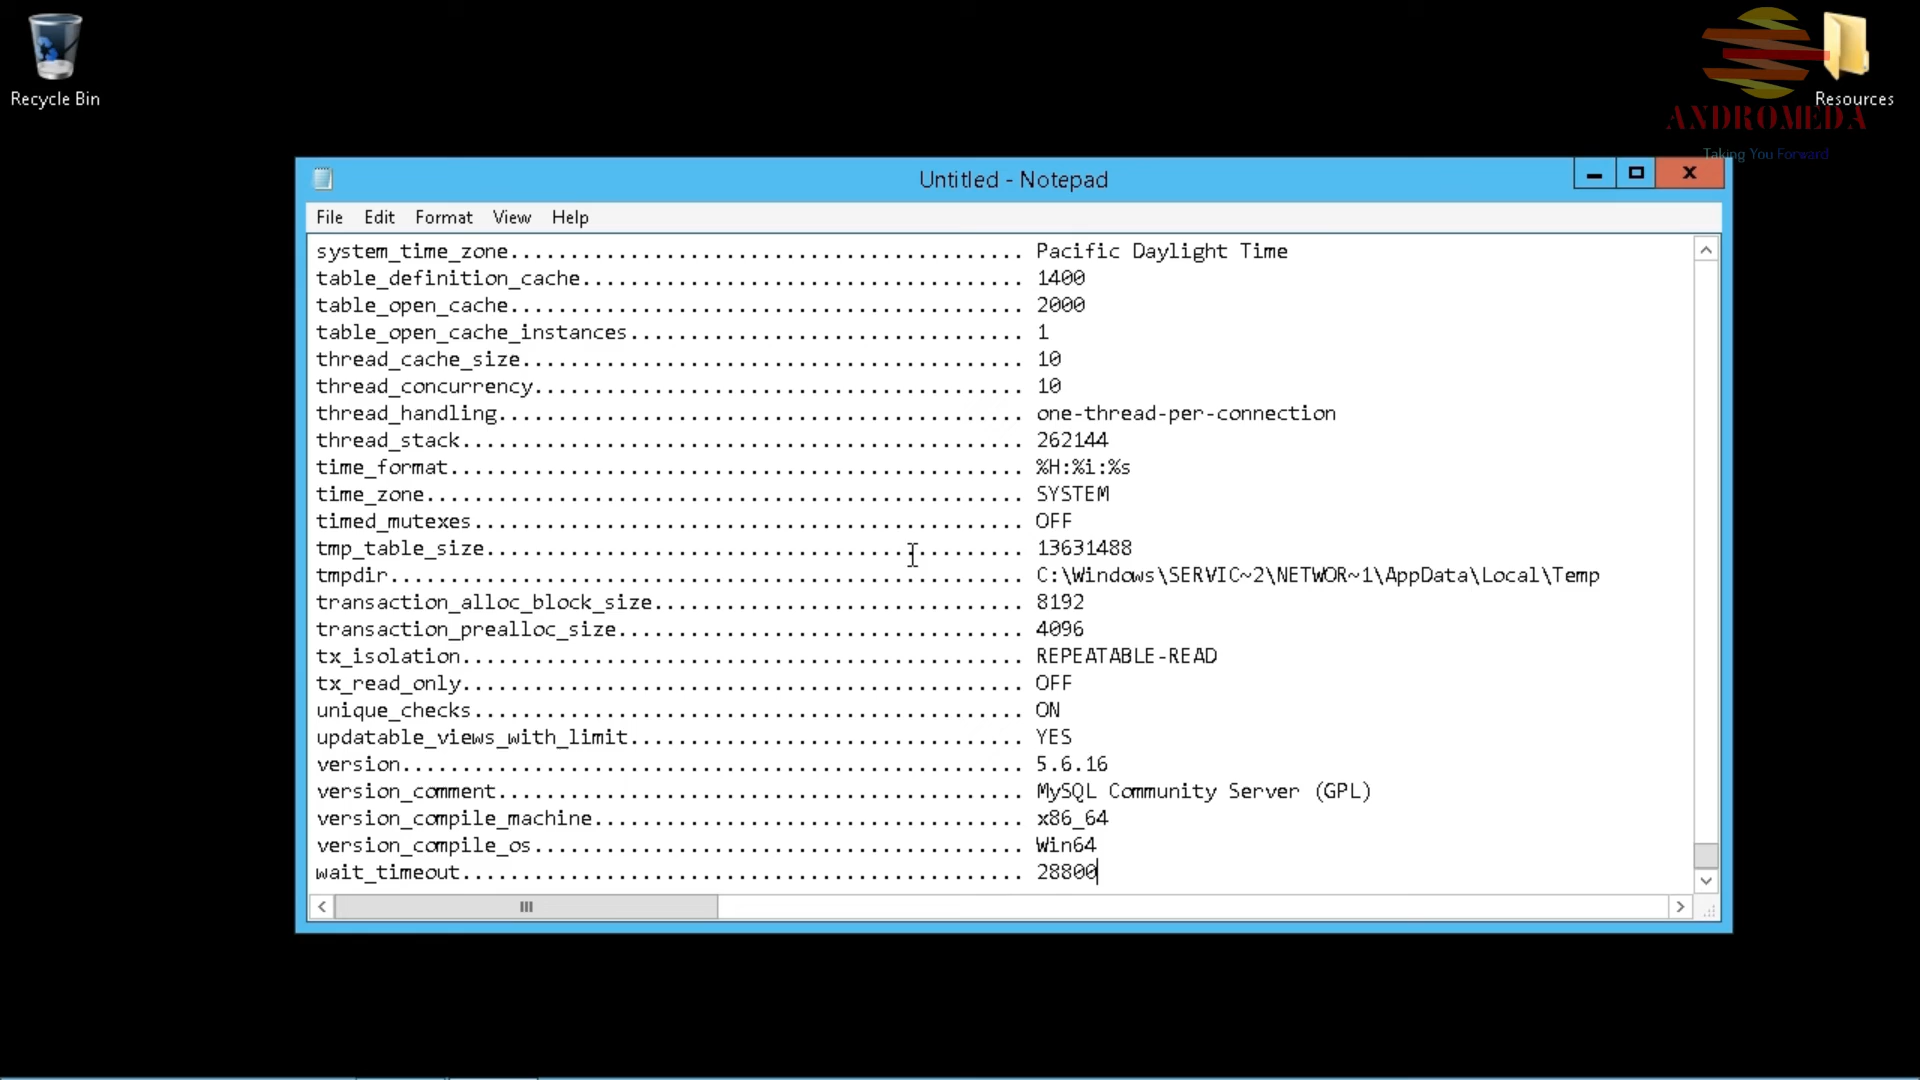 Recycle Bin
Resources
ANDROMEDA
Taking You Forward
Untitled - Notepad
File Edit Format View Help
system_time_zone........................................... Pacific Daylight Time
table_definition_cache..................................... 1400
table_open_cache........................................... 2000
table_open_cache_instances................................. 1
thread_cache_size.......................................... 10
thread_concurrency......................................... 10
thread_handling............................................ one-thread-per-connection
thread_stack............................................... 262144
time_format................................................ %H:%i:%s
time_zone.................................................. SYSTEM
timed_mutexes.............................................. OFF
tmp_table_size............................................. 13631488
tmpdir..................................................... C:\Windows\SERVIC~2\NETWOR~1\AppData\Local\Temp
transaction_alloc_block_size............................... 8192
transaction_prealloc_size.................................. 4096
tx_isolation............................................... REPEATABLE-READ
tx_read_only............................................... OFF
unique_checks.............................................. ON
updatable_views_with_limit................................. YES
version.................................................... 5.6.16
version_comment............................................ MySQL Community Server (GPL)
version_compile_machine.................................... x86_64
version_compile_os......................................... Win64
wait_timeout............................................... 28800